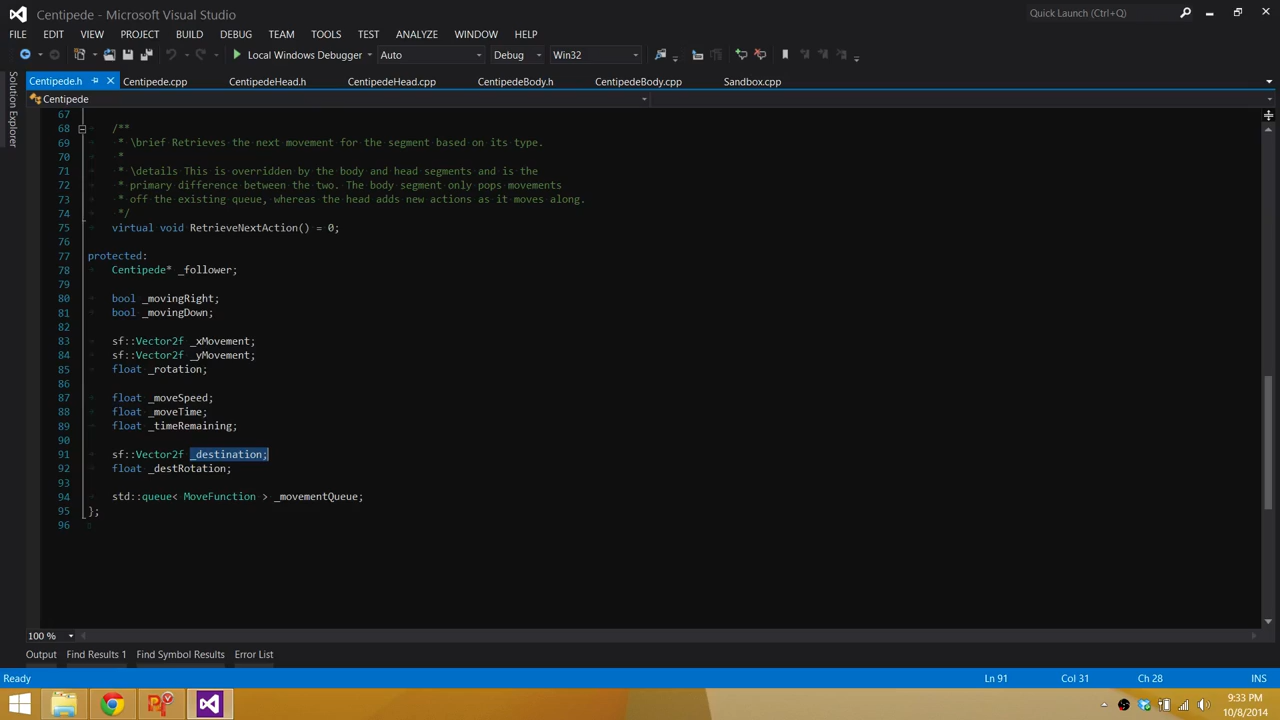 Centipede - Microsoft Visual Studio
Quick Launch (Ctrl+Q)
FILE EDIT VIEW PROJECT BUILD DEBUG TEAM TOOLS TEST ANALYZE WINDOW HELP
Local Windows Debugger Auto Debug Win32
Solution Explorer
Centipede.h Centipede.cpp CentipedeHead.h CentipedeHead.cpp CentipedeBody.h CentipedeBody.cpp Sandbox.cpp
Centipede
67
68 /**
69 * \brief Retrieves the next movement for the segment based on its type.
70 *
71 * \details This is overridden by the body and head segments and is the
72 * primary difference between the two. The body segment only pops movements
73 * off the existing queue, whereas the head adds new actions as it moves along.
74 */
75 virtual void RetrieveNextAction() = 0;
76
77 protected:
78 Centipede* _follower;
79
80 bool _movingRight;
81 bool _movingDown;
82
83 sf::Vector2f _xMovement;
84 sf::Vector2f _yMovement;
85 float _rotation;
86
87 float _moveSpeed;
88 float _moveTime;
89 float _timeRemaining;
90
91 sf::Vector2f _destination;
92 float _destRotation;
93
94 std::queue< MoveFunction > _movementQueue;
95 };
96
100 %
Output Find Results 1 Find Symbol Results Error List
Ready Ln 91 Col 31 Ch 28 INS
9:33 PM
10/8/2014